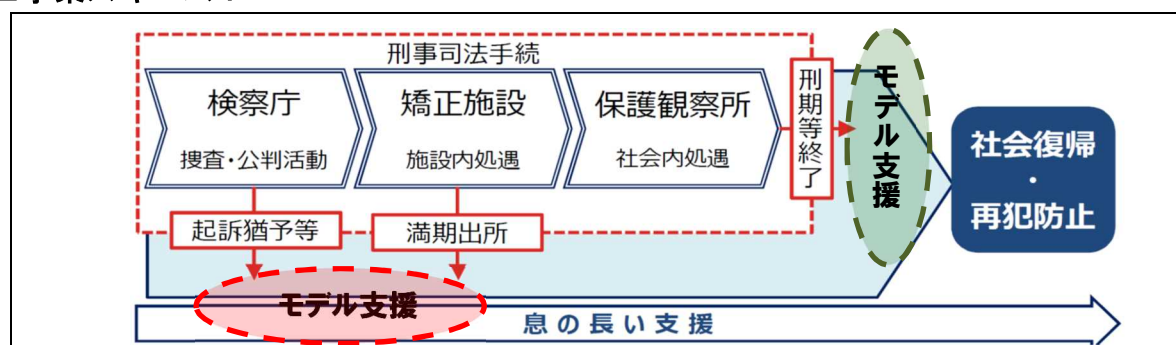 刑事司法手続
検察庁
捜査・公判活動
矯正施設
施設内処遇
保護観察所
社会内処遇
刑期等終了
モデル支援
社会復帰
・
再犯防止
起訴猶予等
満期出所
モデル支援
息の長い支援